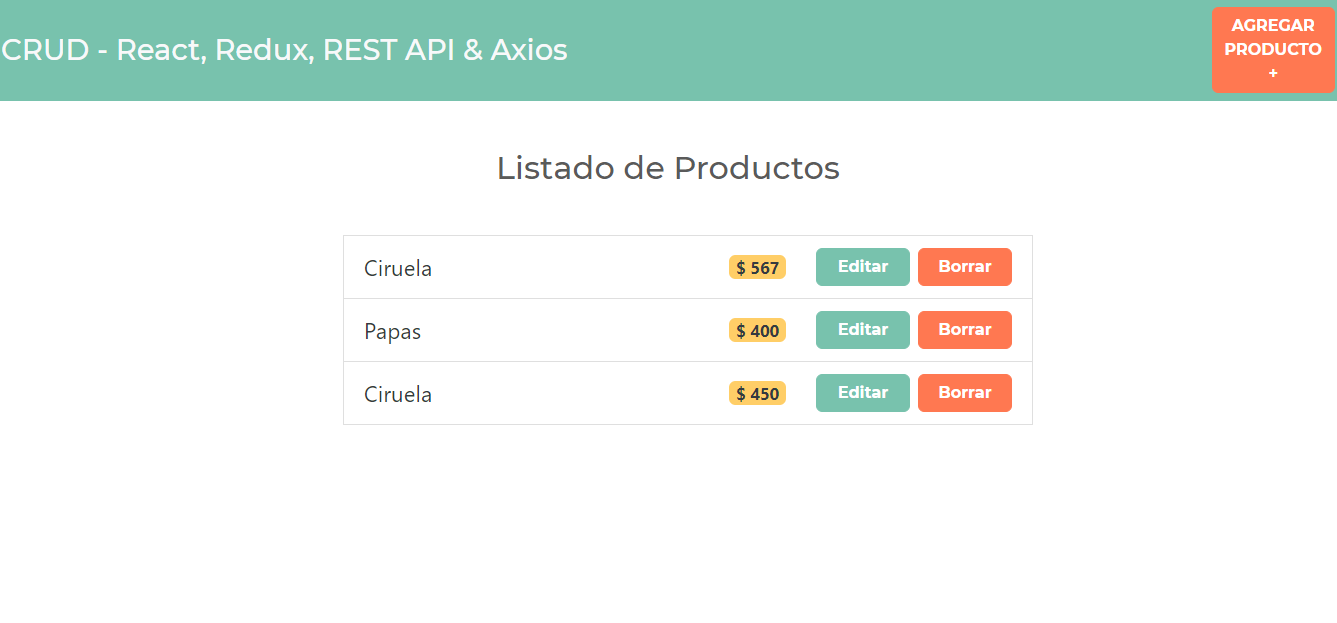 CRUD - React, Redux, REST API & Axios
AGREGAR
PRODUCTO
+
Listado de Productos
Ciruela $ 567 Editar Borrar
Papas $ 400 Editar Borrar
Ciruela $ 450 Editar Borrar